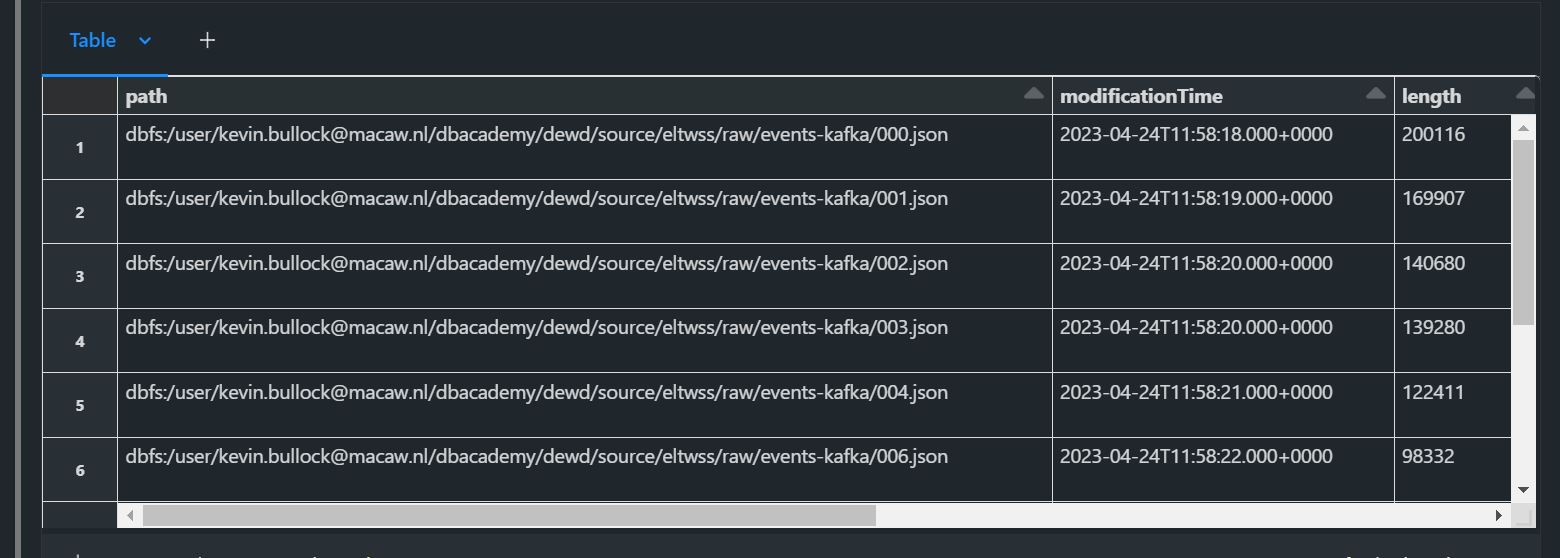 Table
path modificationTime length
1 dbfs:/user/kevin.bullock@macaw.nl/dbacademy/dewd/source/eltwss/raw/events-kafka/000.json 2023-04-24T11:58:18.000+0000 200116
2 dbfs:/user/kevin.bullock@macaw.nl/dbacademy/dewd/source/eltwss/raw/events-kafka/001.json 2023-04-24T11:58:19.000+0000 169907
3 dbfs:/user/kevin.bullock@macaw.nl/dbacademy/dewd/source/eltwss/raw/events-kafka/002.json 2023-04-24T11:58:20.000+0000 140680
4 dbfs:/user/kevin.bullock@macaw.nl/dbacademy/dewd/source/eltwss/raw/events-kafka/003.json 2023-04-24T11:58:20.000+0000 139280
5 dbfs:/user/kevin.bullock@macaw.nl/dbacademy/dewd/source/eltwss/raw/events-kafka/004.json 2023-04-24T11:58:21.000+0000 122411
6 dbfs:/user/kevin.bullock@macaw.nl/dbacademy/dewd/source/eltwss/raw/events-kafka/006.json 2023-04-24T11:58:22.000+0000 98332